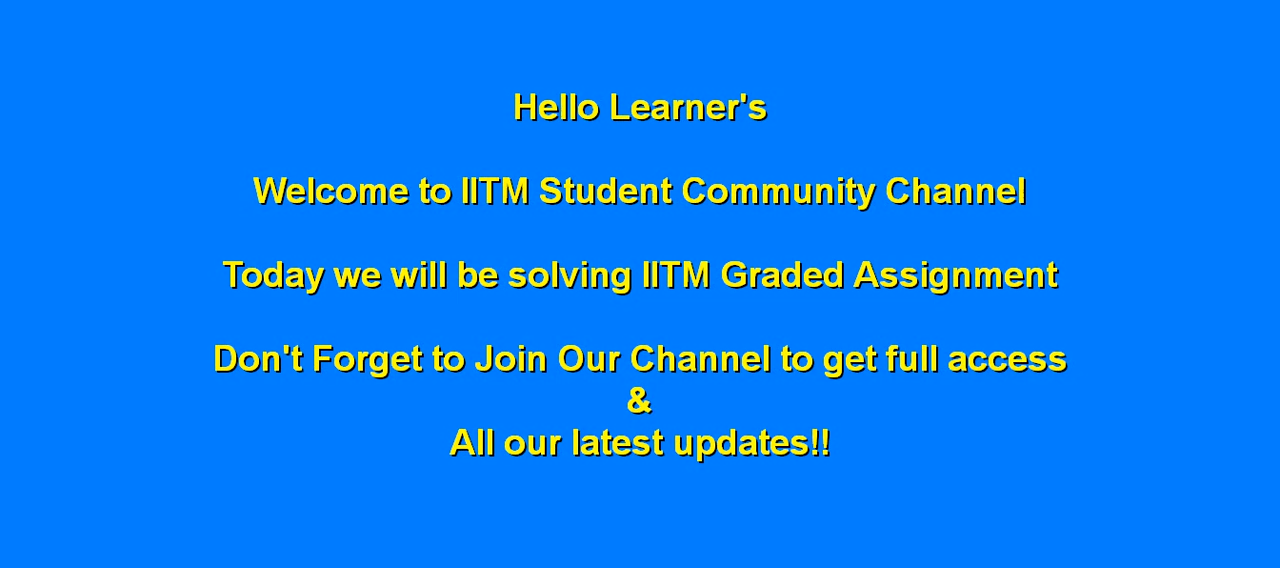 Hello Learner's
Welcome to IITM Student Community Channel
Today we will be solving IITM Graded Assignment
Don't Forget to Join Our Channel to get full access
&
All our latest updates!!